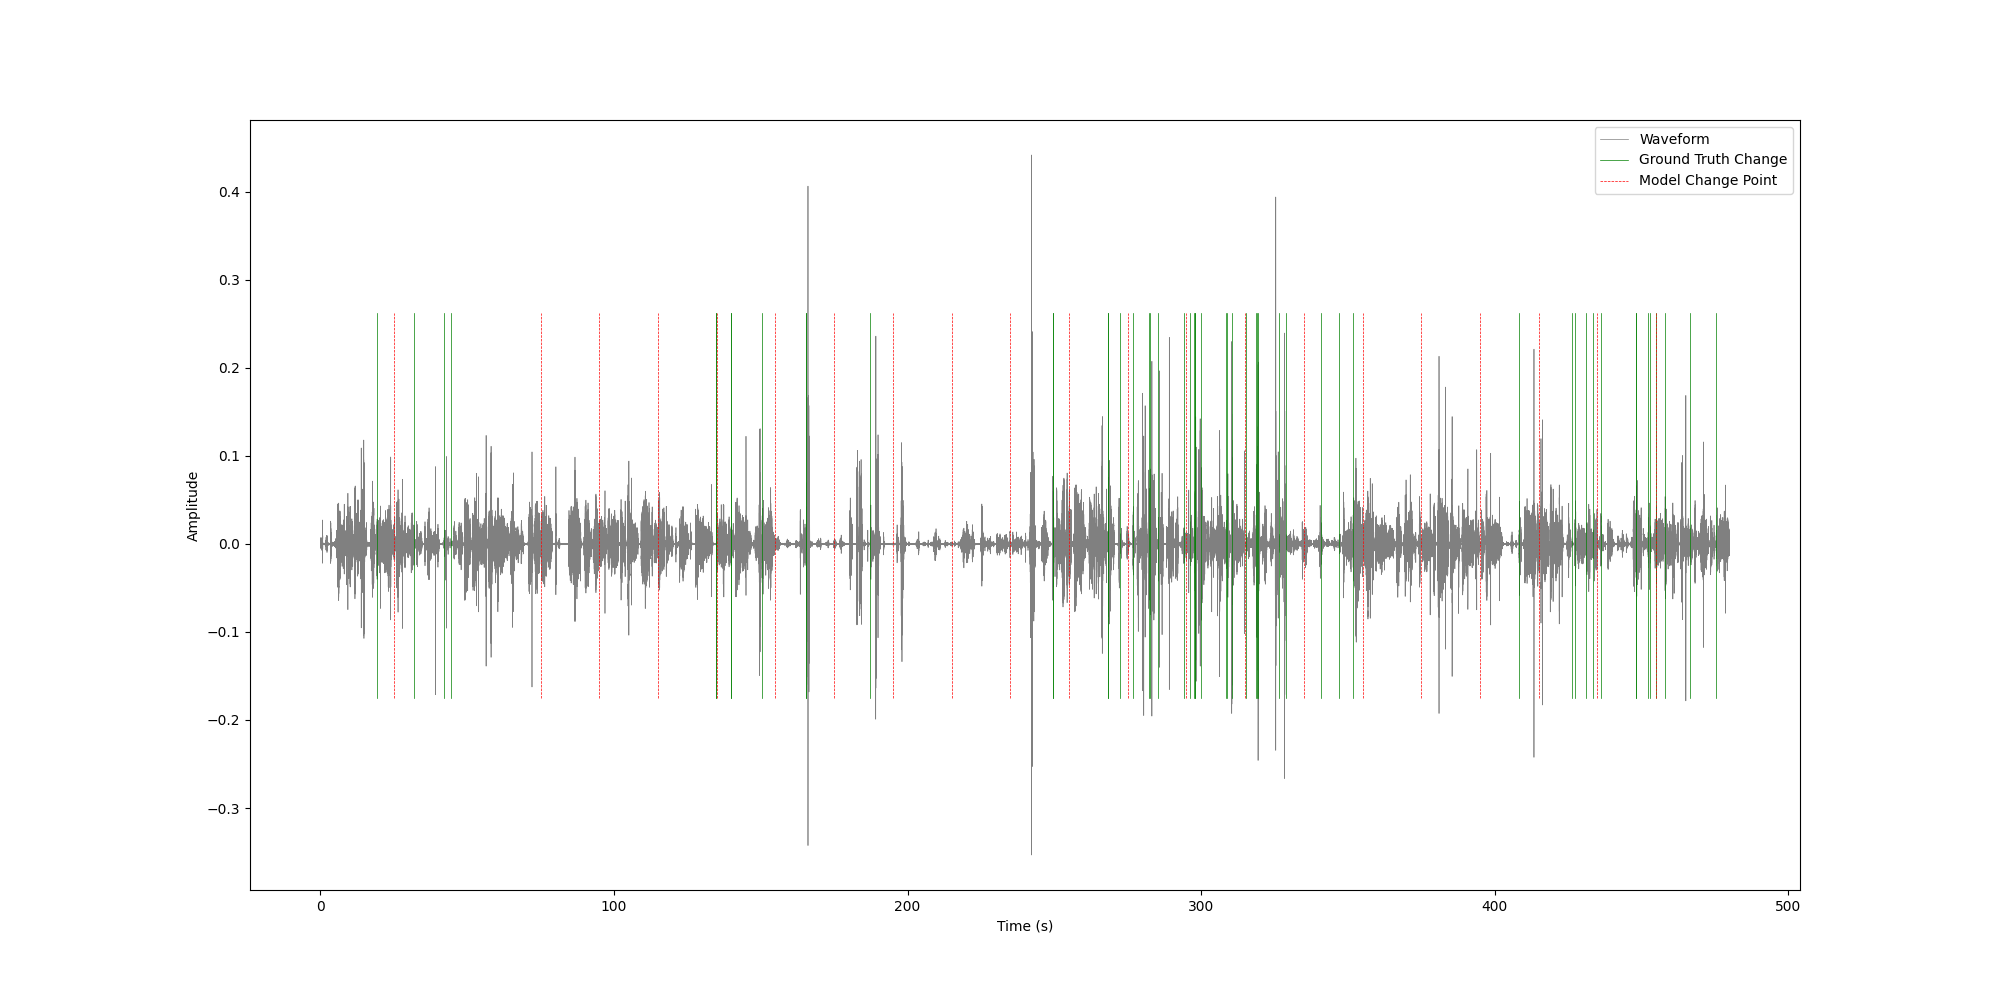 Waveform
Ground Truth Change
Model Change Point
Amplitude
0.4
0.3
0.2
0.1
0.0
−0.1
−0.2
−0.3
0 100 200 300 400 500
Time (s)